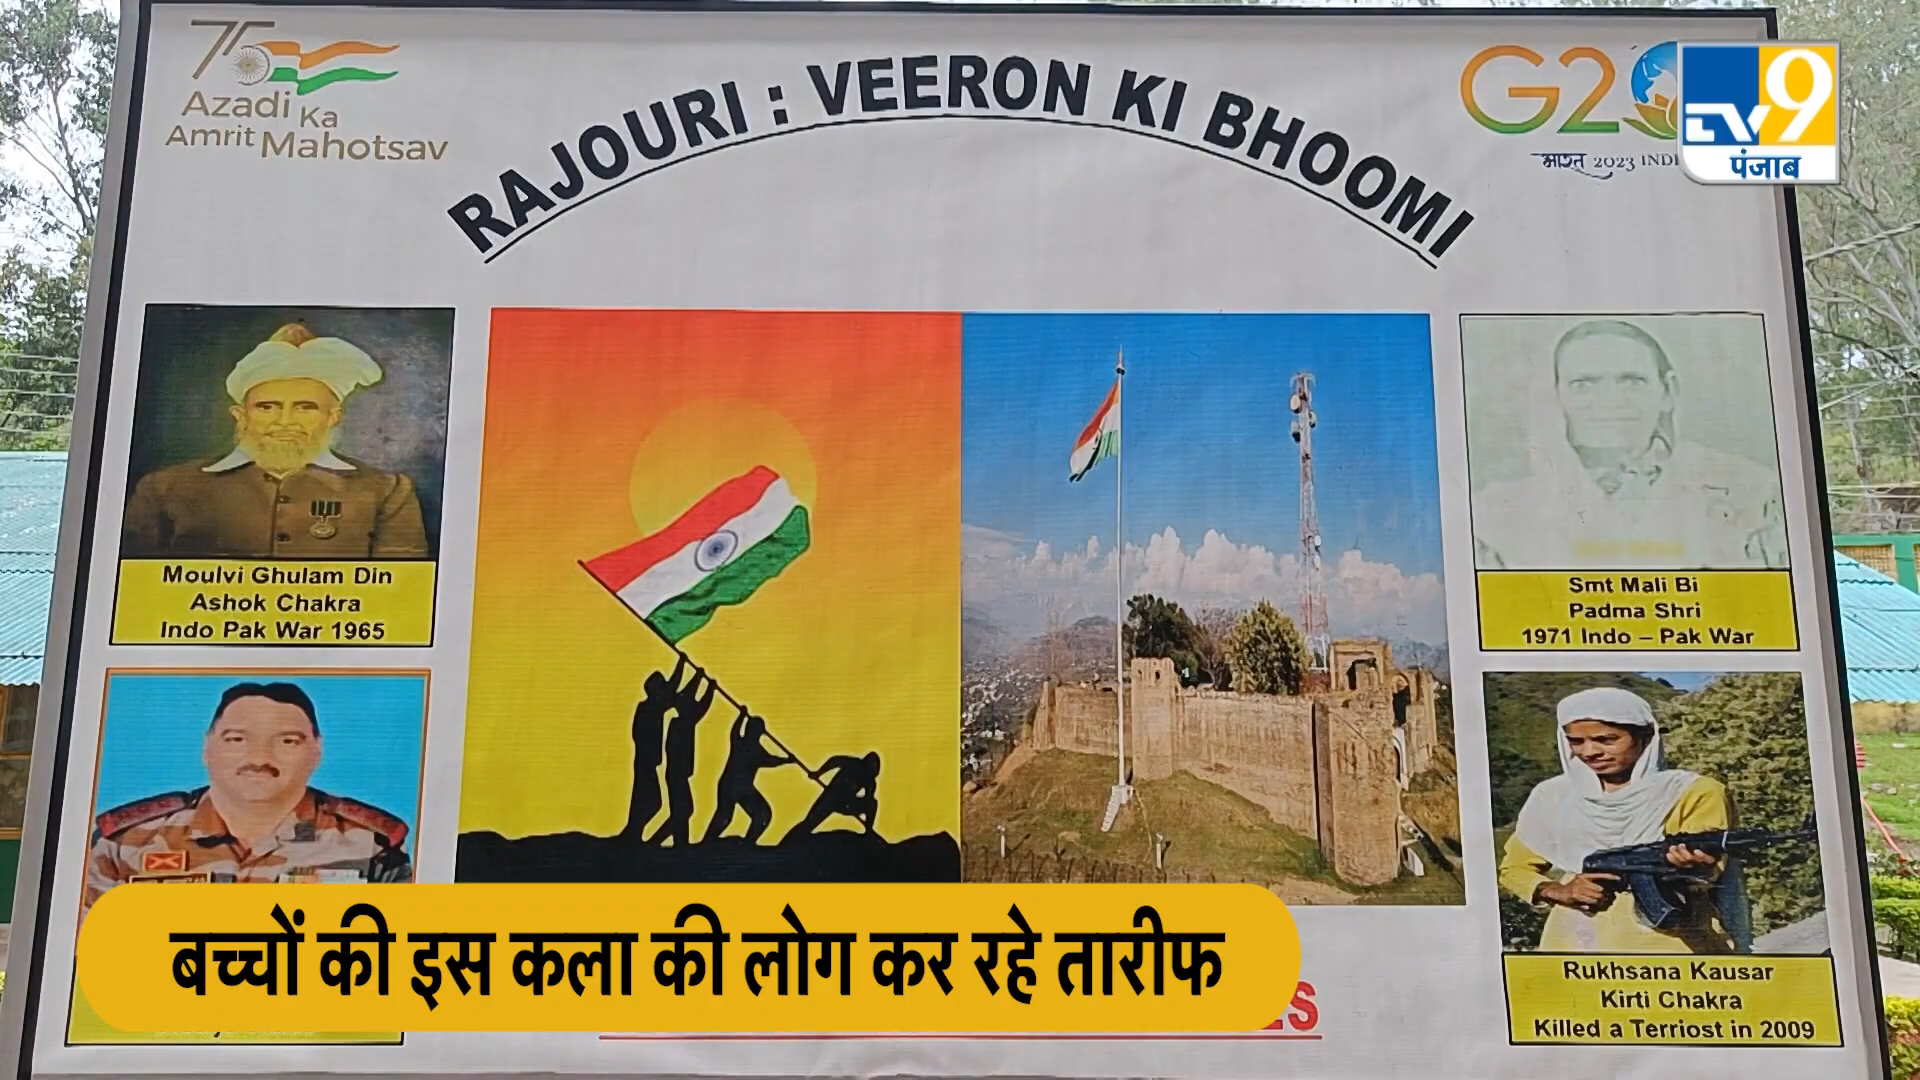 75
Azadi Ka
Amrit Mahotsav
RAJOURI : VEERON KI BHOOMI
G20
भारत 2023 INDI
TV9
पंजाब
Moulvi Ghulam Din
Ashok Chakra
Indo Pak War 1965
Smt Mali Bi
Padma Shri
1971 Indo – Pak War
Rukhsana Kausar
Kirti Chakra
Killed a Terriost in 2009
बच्चों की इस कला की लोग कर रहे तारीफ